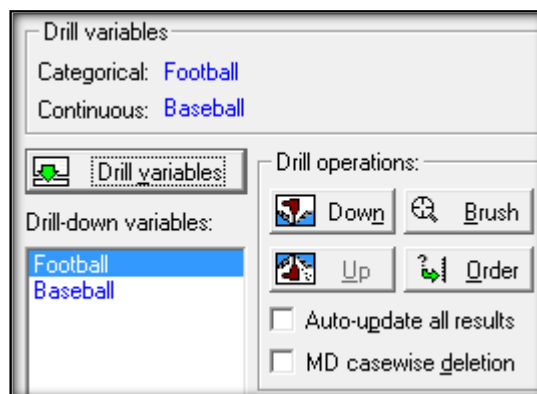 Drill variables
Categorical: Football
Continuous: Baseball
Drill variables
Drill-down variables:
Football
Baseball
Drill operations:
Down Brush
Up Order
Auto-update all results
MD casewise deletion